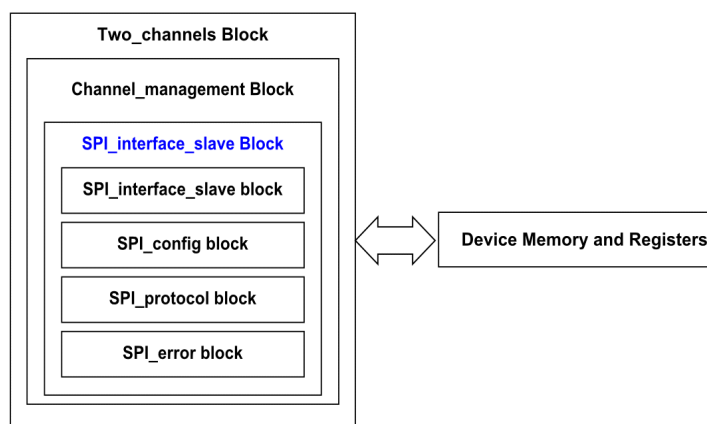 Two_channels Block
Channel_management Block
SPI_interface_slave Block
SPI_interface_slave block
SPI_config block
SPI_protocol block
SPI_error block
Device Memory and Registers